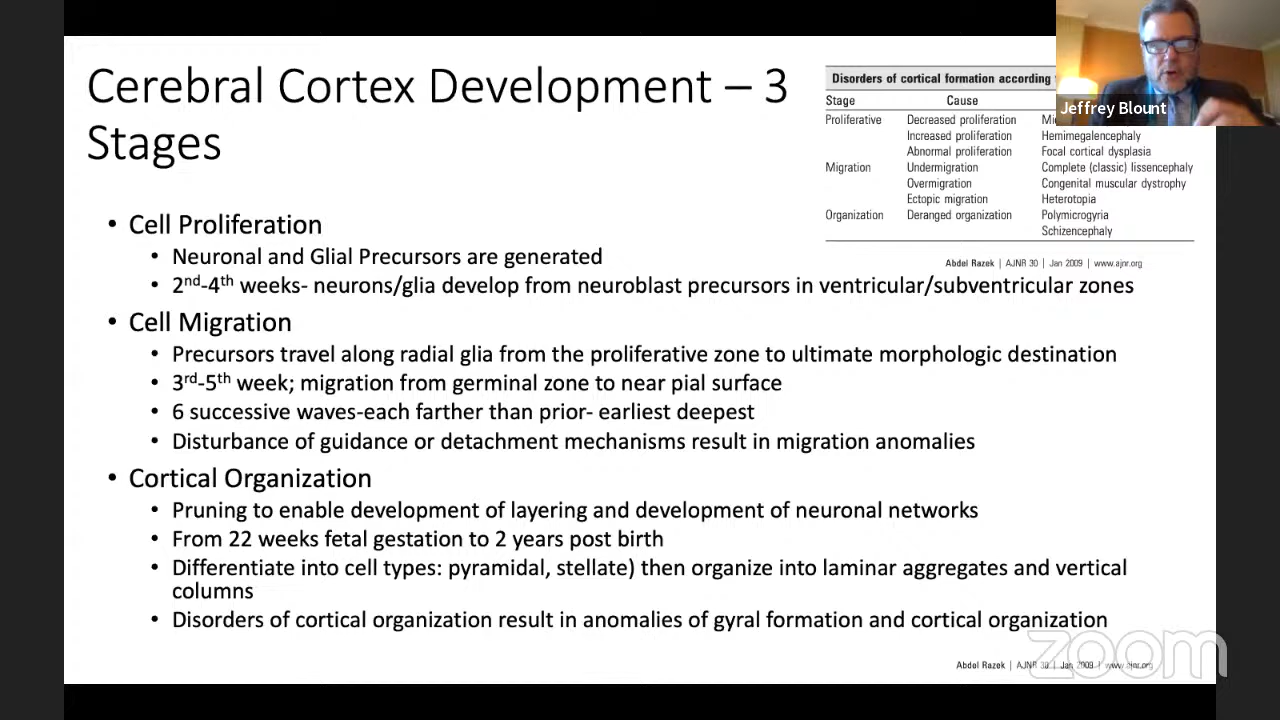 Cerebral Cortex Development – 3
Stages
Disorders of cortical formation according
Stage Cause
Proliferative Decreased proliferation
Increased proliferation Hemimegalencephaly
Abnormal proliferation Focal cortical dysplasia
Migration Undermigration Complete (classic) lissencephaly
Overmigration Congenital muscular dystrophy
Ectopic migration Heterotopia
Organization Deranged organization Polymicrogyria
Schizencephaly
Abdel Razek | AJNR 30 | Jan 2009 | www.ajnr.org
Jeffrey Blount
• Cell Proliferation
• Neuronal and Glial Precursors are generated
• 2nd-4th weeks- neurons/glia develop from neuroblast precursors in ventricular/subventricular zones
• Cell Migration
• Precursors travel along radial glia from the proliferative zone to ultimate morphologic destination
• 3rd-5th week; migration from germinal zone to near pial surface
• 6 successive waves-each farther than prior- earliest deepest
• Disturbance of guidance or detachment mechanisms result in migration anomalies
• Cortical Organization
• Pruning to enable development of layering and development of neuronal networks
• From 22 weeks fetal gestation to 2 years post birth
• Differentiate into cell types: pyramidal, stellate) then organize into laminar aggregates and vertical
columns
• Disorders of cortical organization result in anomalies of gyral formation and cortical organization
Abdel Razek | AJNR 30 | Jan 2009 | www.ajnr.org
zoom